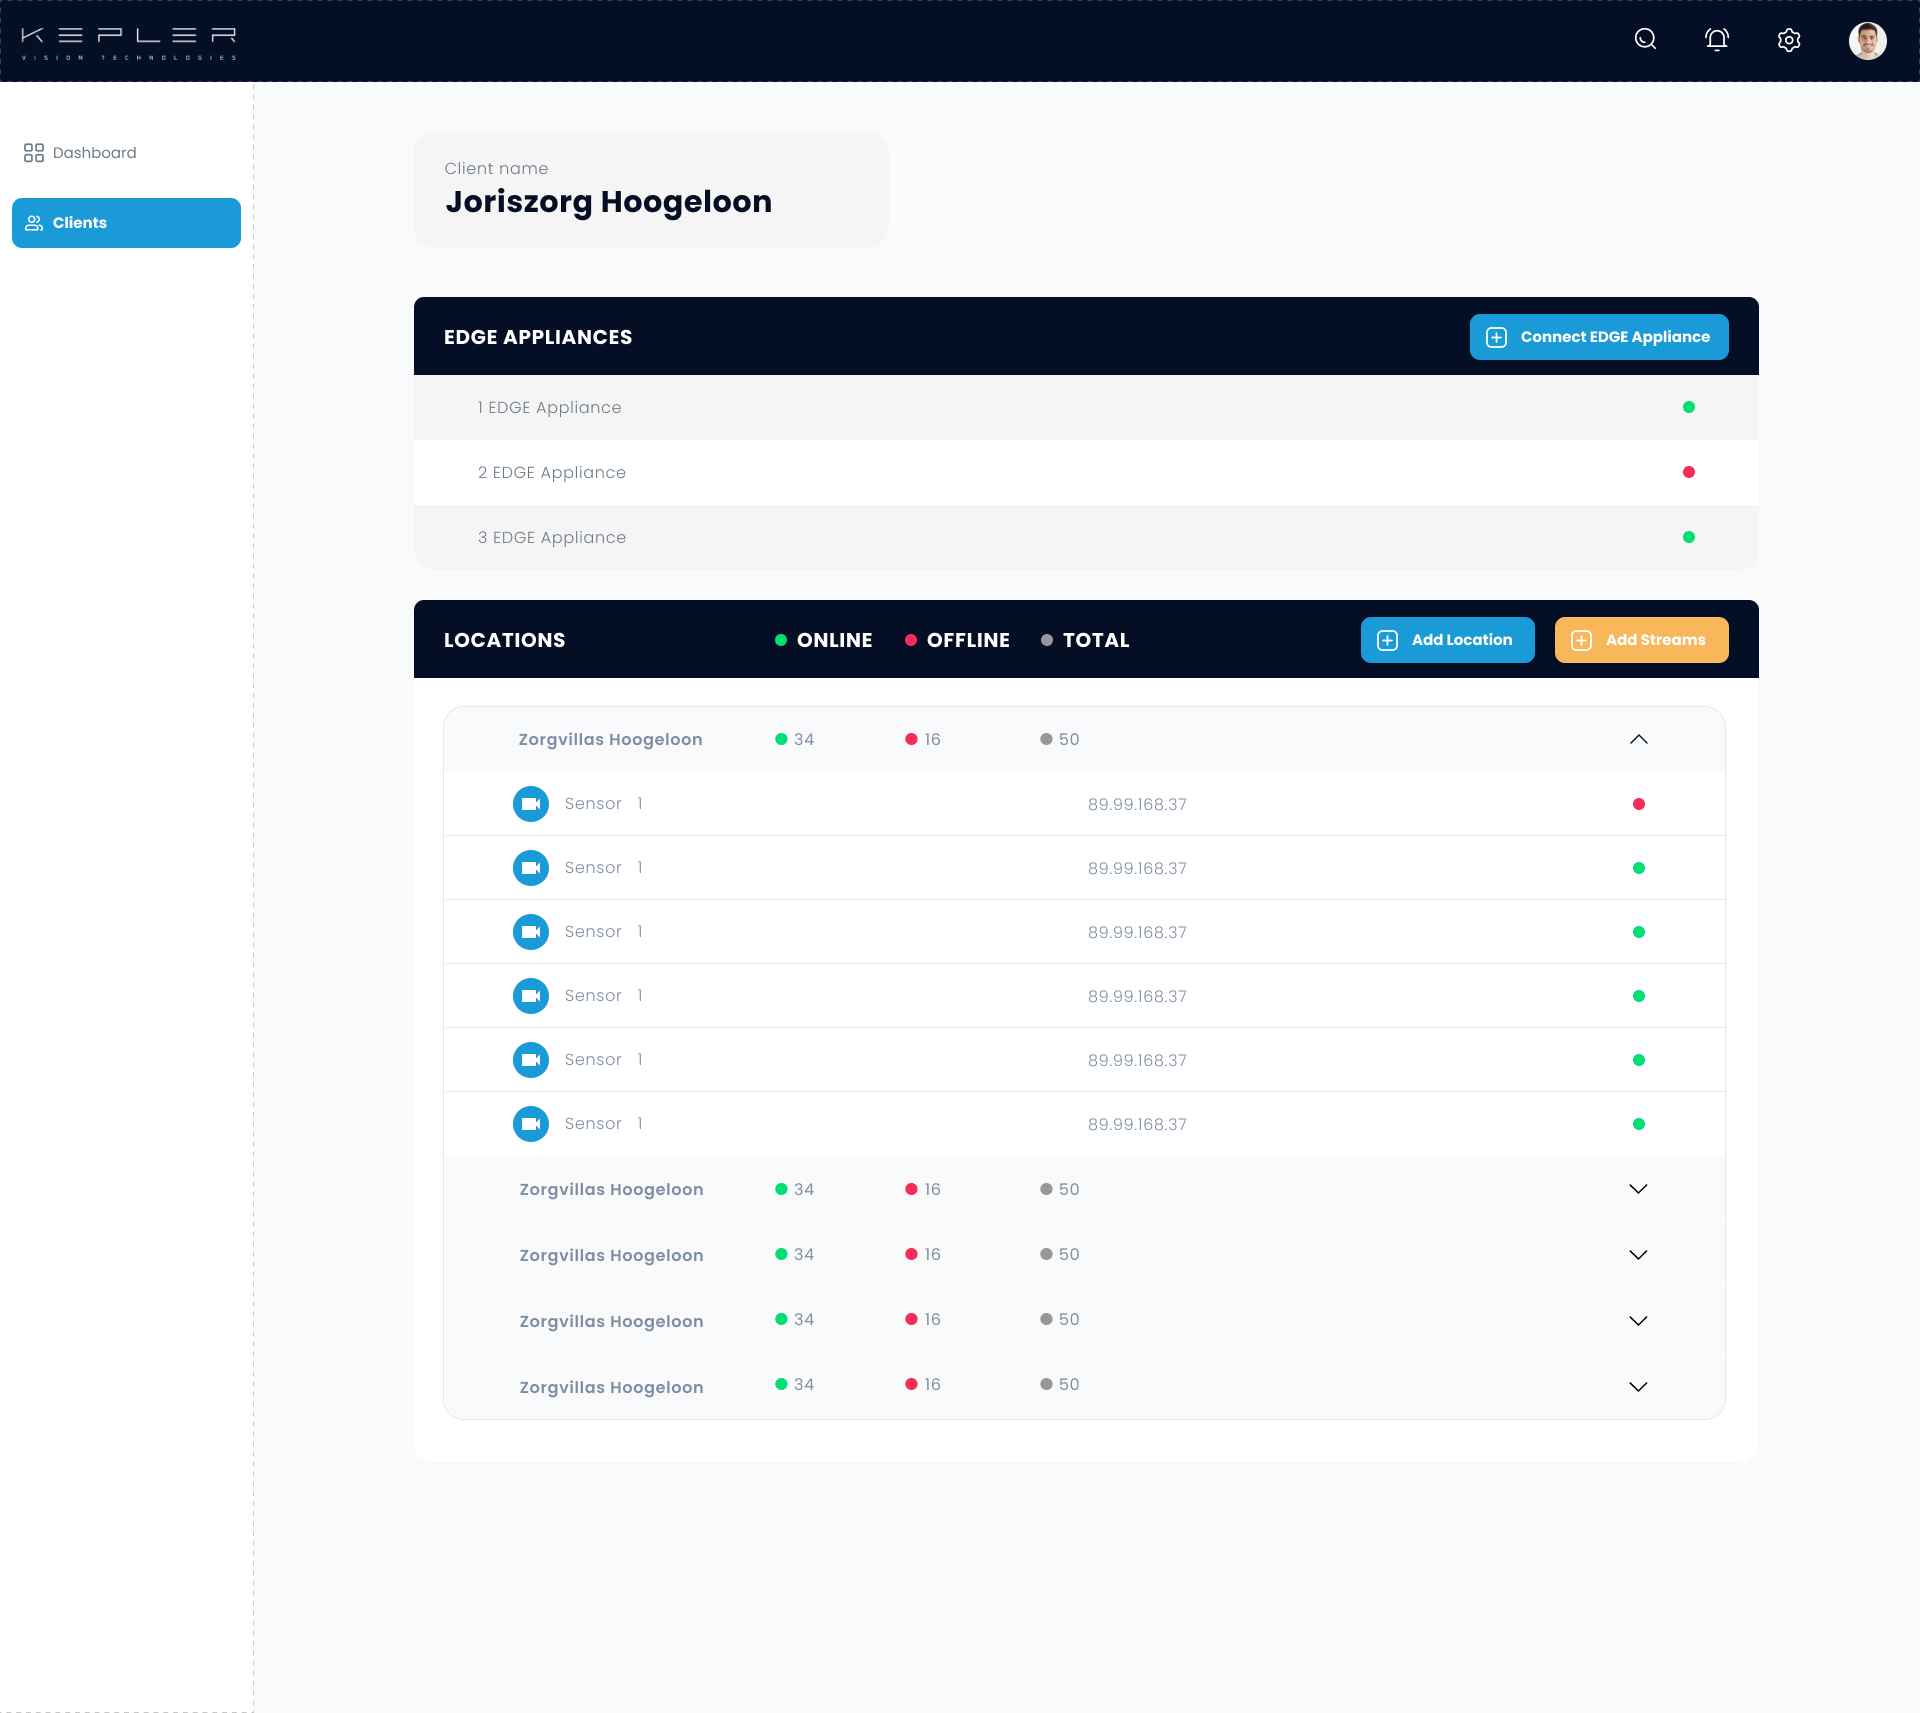 KEPLER
VISION TECHNOLOGIES
Dashboard
Clients
Client name
Joriszorg Hoogeloon
EDGE APPLIANCES
Connect EDGE Appliance
1 EDGE Appliance
2 EDGE Appliance
3 EDGE Appliance
LOCATIONS ONLINE OFFLINE TOTAL Add Location Add Streams
Zorgvillas Hoogeloon 34 16 50
Sensor 1 89.99.168.37
Sensor 1 89.99.168.37
Sensor 1 89.99.168.37
Sensor 1 89.99.168.37
Sensor 1 89.99.168.37
Sensor 1 89.99.168.37
Zorgvillas Hoogeloon 34 16 50
Zorgvillas Hoogeloon 34 16 50
Zorgvillas Hoogeloon 34 16 50
Zorgvillas Hoogeloon 34 16 50